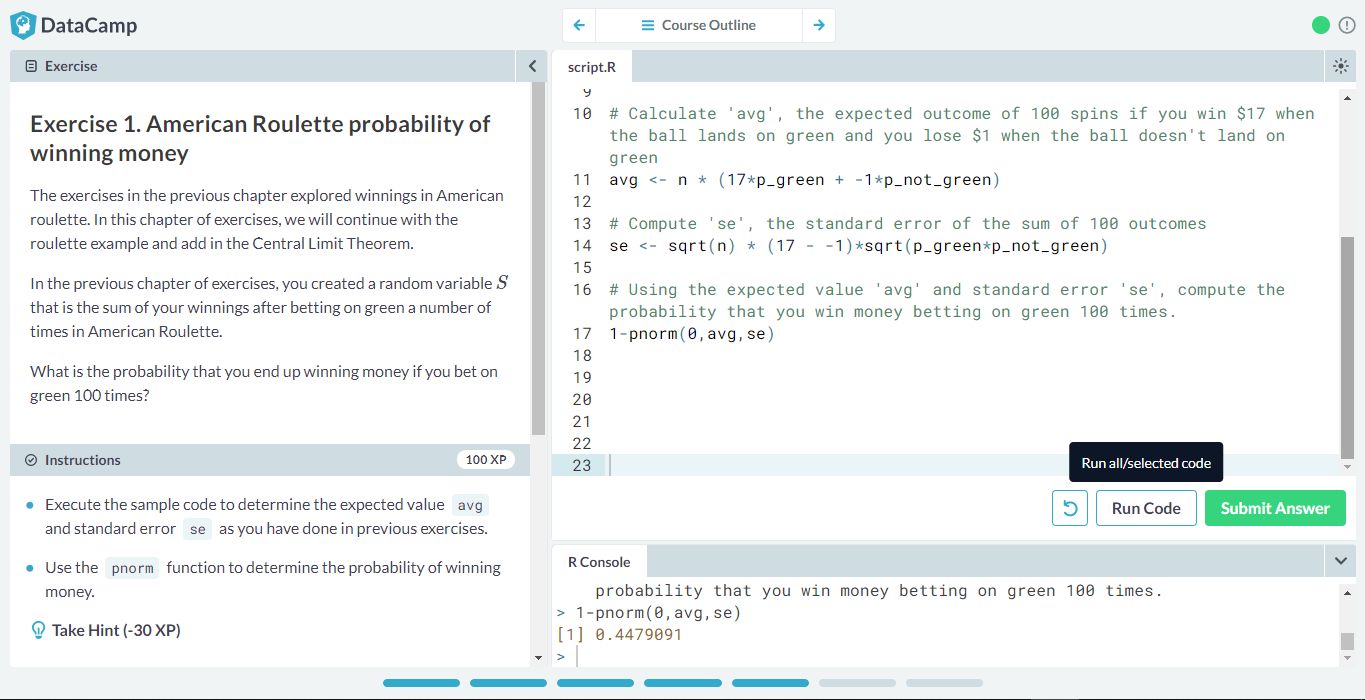 DataCamp
Course Outline
Exercise
Exercise 1. American Roulette probability of
winning money
The exercises in the previous chapter explored winnings in American
roulette. In this chapter of exercises, we will continue with the
roulette example and add in the Central Limit Theorem.
In the previous chapter of exercises, you created a random variable S
that is the sum of your winnings after betting on green a number of
times in American Roulette.
What is the probability that you end up winning money if you bet on
green 100 times?
Instructions
100 XP
Execute the sample code to determine the expected value avg
and standard error se as you have done in previous exercises.
Use the pnorm function to determine the probability of winning
money.
Take Hint (-30 XP)
script.R
9
10 # Calculate 'avg', the expected outcome of 100 spins if you win $17 when
the ball lands on green and you lose $1 when the ball doesn't land on
green
11 avg <- n * (17*p_green + -1*p_not_green)
12
13 # Compute 'se', the standard error of the sum of 100 outcomes
14 se <- sqrt(n) * (17 - -1)*sqrt(p_green*p_not_green)
15
16 # Using the expected value 'avg' and standard error 'se', compute the
probability that you win money betting on green 100 times.
17 1-pnorm(0,avg,se)
18
19
20
21
22
23
Run all/selected code
Run Code
Submit Answer
R Console
probability that you win money betting on green 100 times.
> 1-pnorm(0,avg,se)
[1] 0.4479091
>